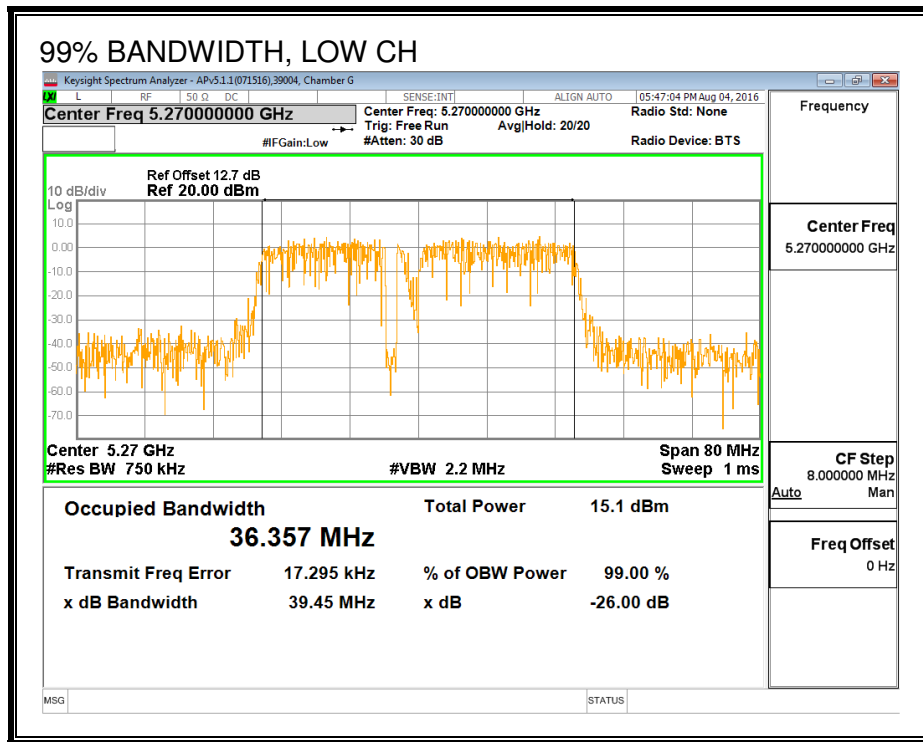 99% BANDWIDTH, LOW CH
Keysight Spectrum Analyzer - APv5.1.1(071516),39004, Chamber G
LXI L RF 50 Ω DC SENSE:INT ALIGN AUTO 05:47:04 PM Aug 04, 2016
Center Freq 5.270000000 GHz
Center Freq: 5.270000000 GHz Radio Std: None
Trig: Free Run Avg|Hold: 20/20
#IFGain:Low #Atten: 30 dB Radio Device: BTS
Ref Offset 12.7 dB
10 dB/div Ref 20.00 dBm
Log
10.0
0.00
-10.0
-20.0
-30.0
-40.0
-50.0
-60.0
-70.0
Center 5.27 GHz Span 80 MHz
#Res BW 750 kHz #VBW 2.2 MHz Sweep 1 ms
Occupied Bandwidth Total Power 15.1 dBm
36.357 MHz
Transmit Freq Error 17.295 kHz % of OBW Power 99.00 %
x dB Bandwidth 39.45 MHz x dB -26.00 dB
MSG STATUS
Frequency
Center Freq
5.270000000 GHz
CF Step
8.000000 MHz
Auto Man
Freq Offset
0 Hz